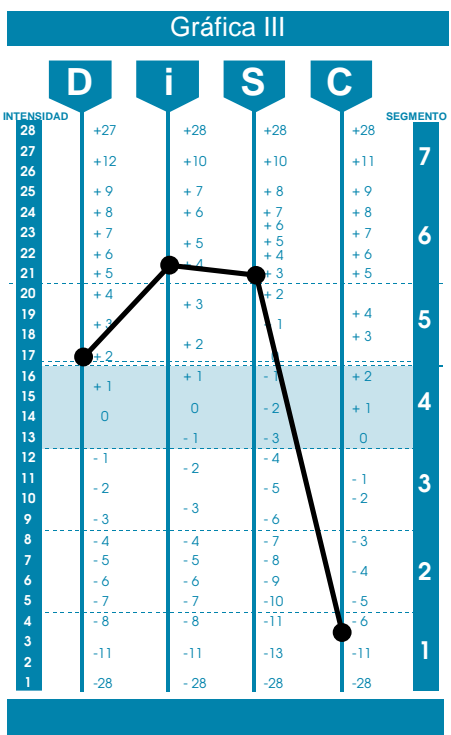 Gráfica III
D i S C
INTENSIDAD SEGMENTO
28 +27 +28 +28 +28
27 7
26 +12 +10 +10 +11
25 + 9 + 7 + 8 + 9
24 + 8 + 6 + 7 + 8
23 + 7 + 6 + 7 6
+ 5 + 5
22 + 6 + 4 + 4 + 6
21 + 5 + 3 + 5
20 + 4 + 2
19 + 3 + 4 5
18 + 3 1 + 3
17 + 2 + 2 0
16 + 1 - 1 + 2
15 + 1 4
14 0 0 - 2 + 1
13 - 1 - 3 0
12 - 1 - 4
11 - 2 - 1 3
10 - 2 - 5 - 2
9 - 3 - 3 - 6
8 - 4 - 4 - 7 - 3
7 - 5 - 5 - 8
6 - 6 - 6 - 9 - 4 2
5 - 7 - 7 -10 - 5
4 - 8 - 8 -11 - 6
3 1
2 -11 -11 -13 -11
1 -28 - 28 -28 -28